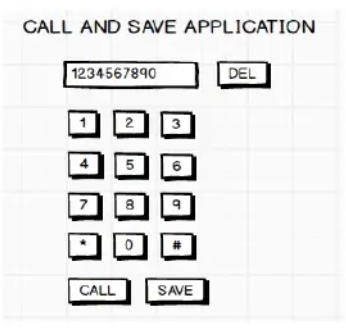 CALL AND SAVE APPLICATION
1234567890 DEL
1 2 3
4 5 6
7 8 9
* 0 #
CALL SAVE